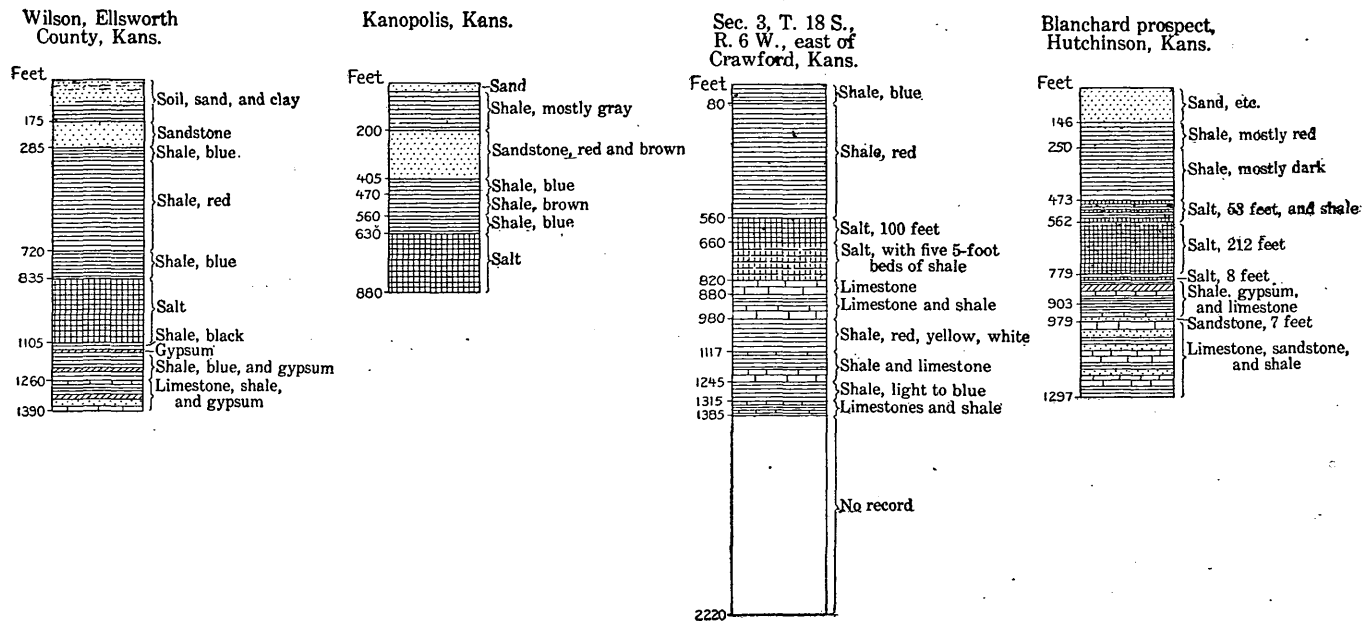 Wilson, Ellsworth
County, Kans.
Feet
Soil, sand, and clay
175
Sandstone
285
Shale, blue.
Shale, red
720
Shale, blue
835
Salt
Shale, black
1105
Gypsum
Shale, blue, and gypsum
1260
Limestone, shale,
and gypsum
1390
Kanopolis, Kans.
Feet
Sand
Shale, mostly gray
200
Sandstone, red and brown
405
Shale, blue
470
Shale, brown
560
Shale, blue
630
Salt
880
Sec. 3, T. 18 S.,
R. 6 W., east of
Crawford, Kans.
Feet
Shale, blue
80
Shale, red
560
Salt, 100 feet
660
Salt, with five 5-foot
beds of shale
820
Limestone
880
Limestone and shale
980
Shale, red, yellow, white
1117
Shale and limestone
1245
Shale, light to blue
1315
Limestones and shale
1385
No record
2220
Blanchard prospect,
Hutchinson, Kans.
Feet
Sand, etc.
146
Shale, mostly red
250
Shale, mostly dark
473
Salt, 53 feet, and shale
562
Salt, 212 feet
779
Salt, 8 feet
Shale. gypsum,
and limestone
903
979
Sandstone, 7 feet
Limestone, sandstone,
and shale
1297